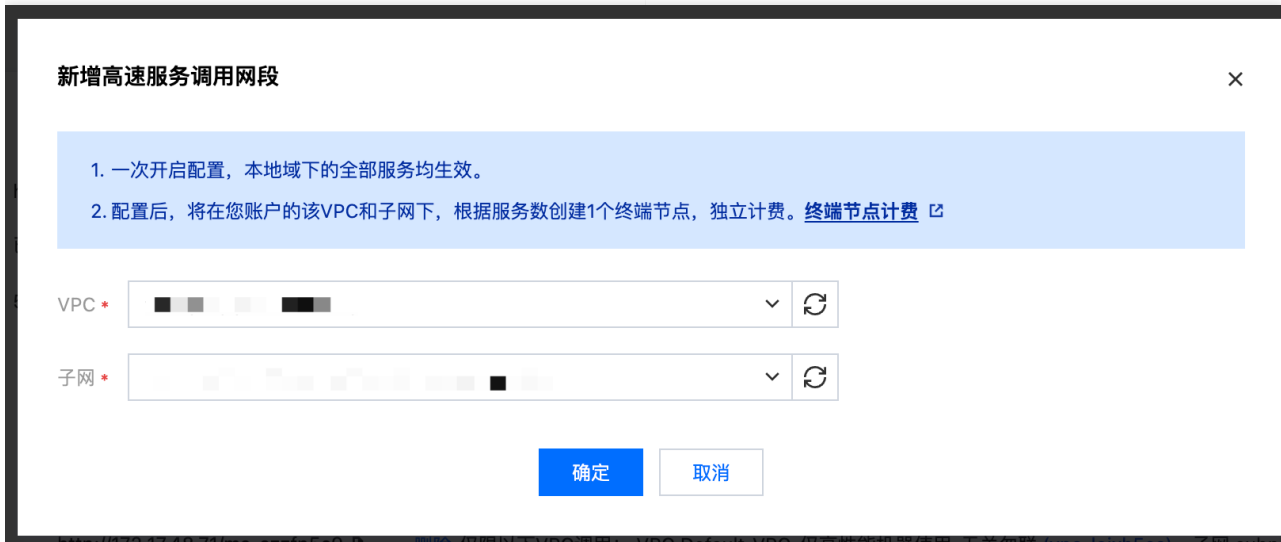 新增高速服务调用网段
1. 一次开启配置，本地域下的全部服务均生效。
2. 配置后，将在您账户的该VPC和子网下，根据服务数创建1个终端节点，独立计费。终端节点计费
VPC *
子网 *
确定
取消